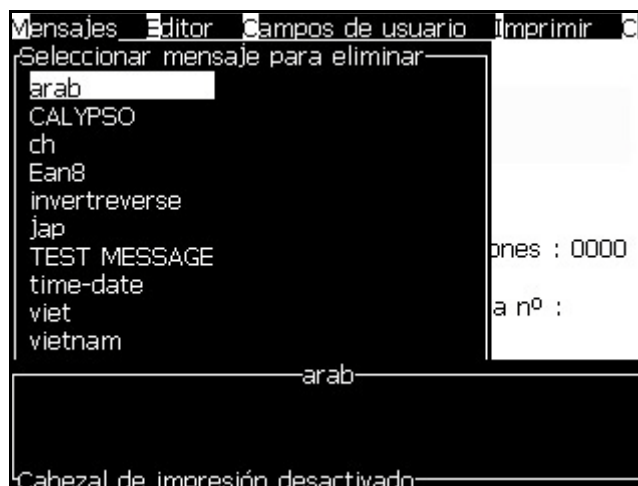 Mensajes Editor Campos de usuario Imprimir C
Seleccionar mensaje para eliminar
arab
CALYPSO
ch
Ean8
invertreverse
jap
TEST MESSAGE
ones : 0000
time-date
viet
a nº :
vietnam
arab
Cabezal de impresión desactivado